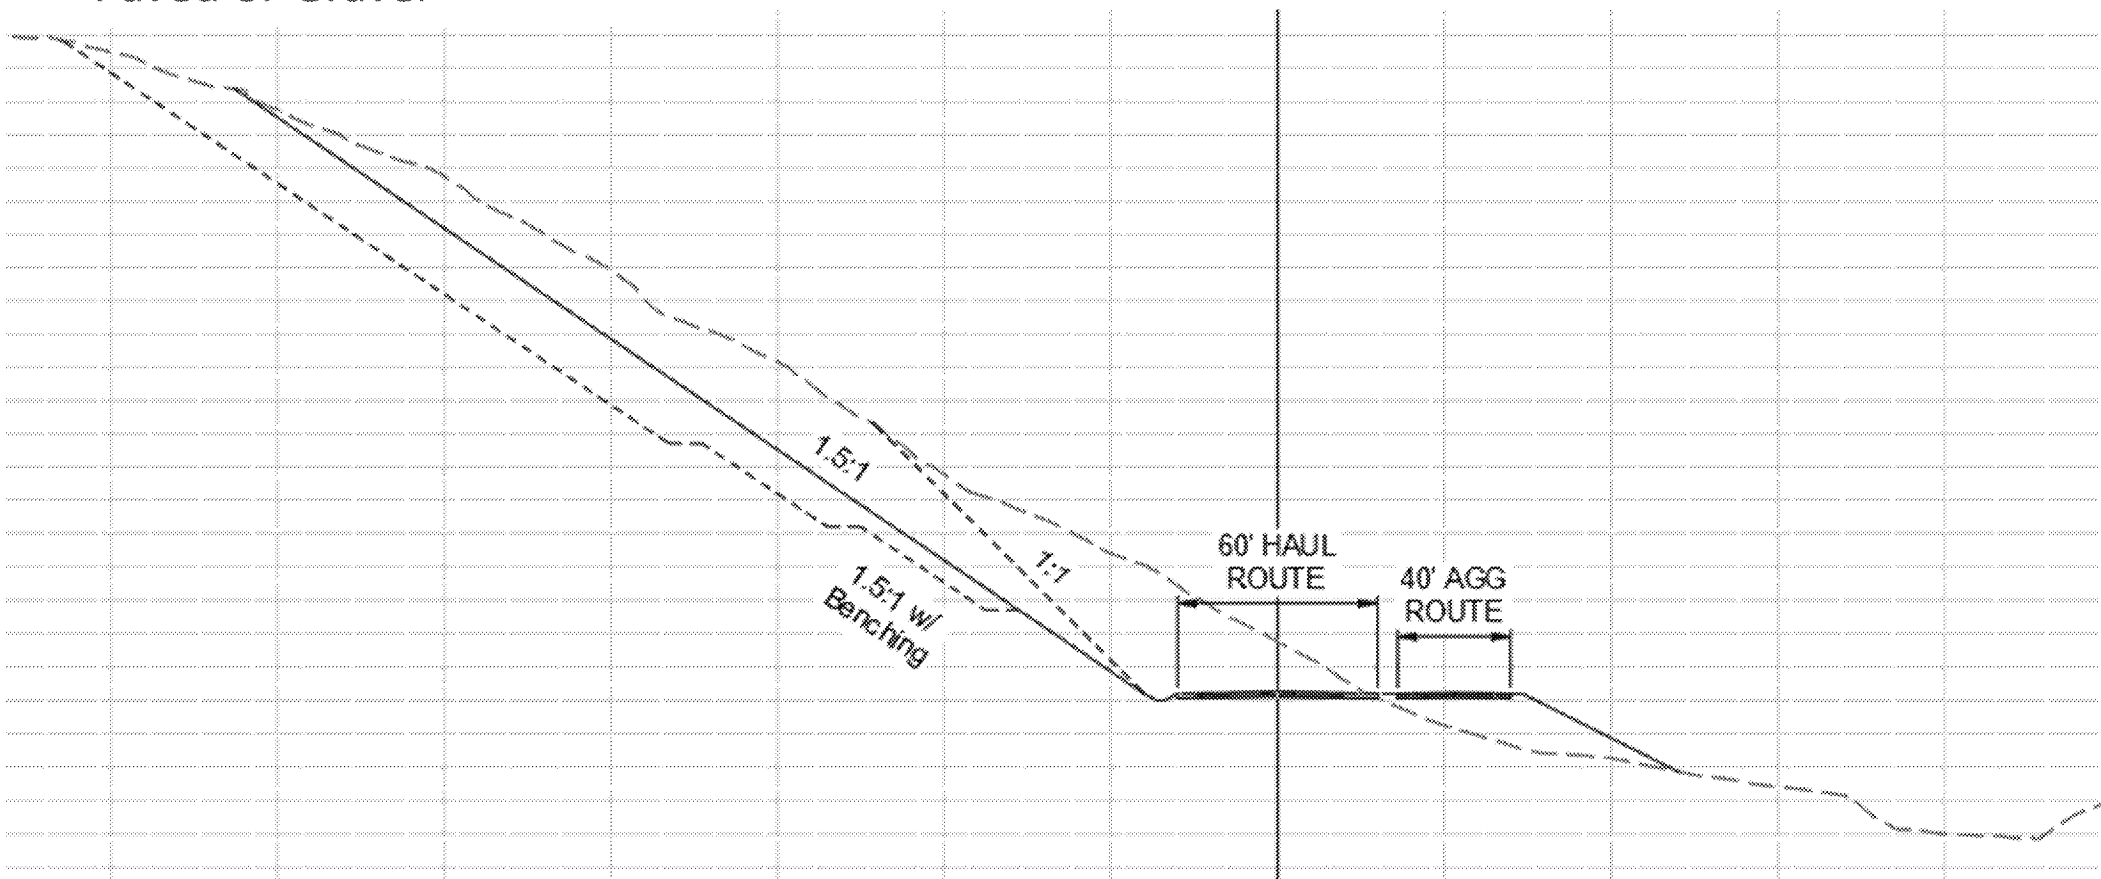 1.5:1
1:1
1.5:1 w/
Benching
60' HAUL
ROUTE
40' AGG
ROUTE